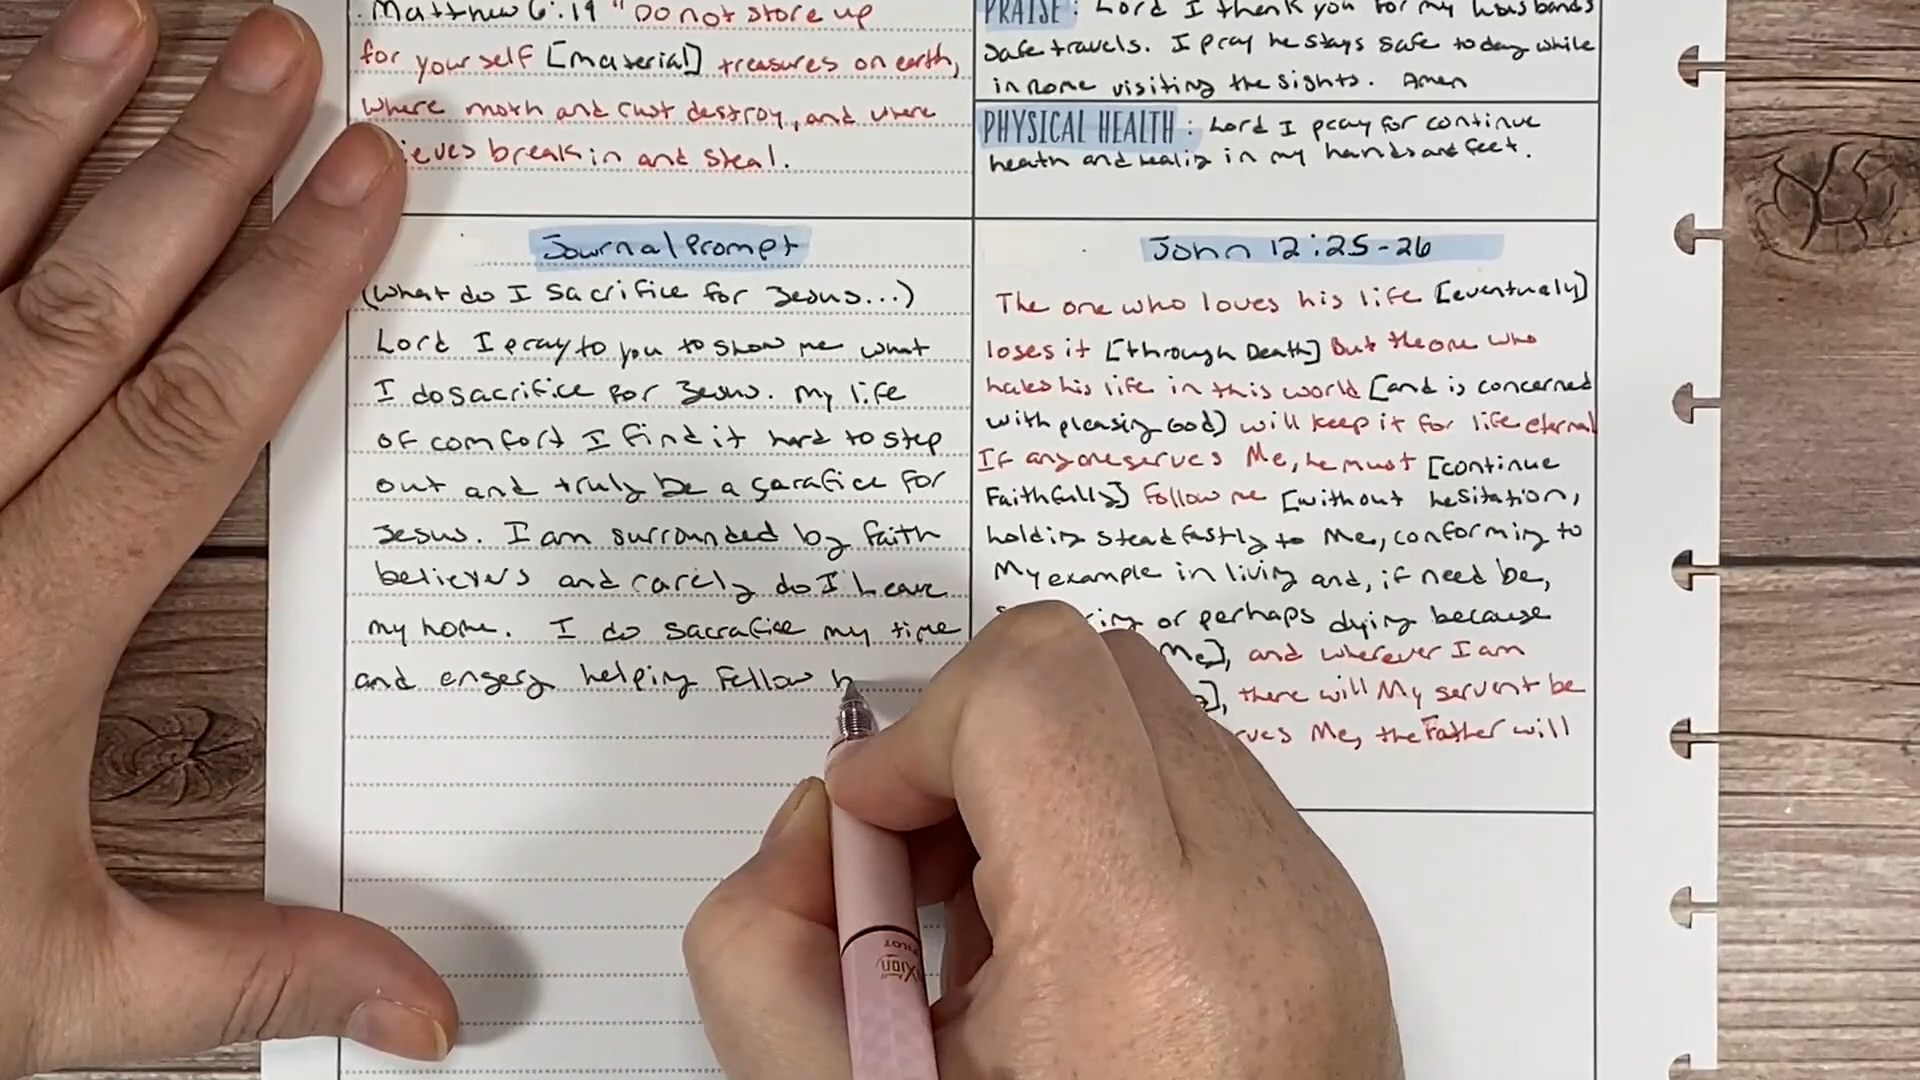 Matthew 6:19 "Do not store up
for your self [material] treasures on earth,
where moth and rust destroy, and where
ieves break in and steal.
PRAISE: Lord I thank you for my husbands
safe travels. I pray he stays safe today while
in Rome visiting the sights. Amen
PHYSICAL HEALTH: Lord I pray for continue
heath and healing in my hands and feet.
Journal Prompt
(What do I sacrifice for Jesus...)
Lord I pray to you to show me what
I do sacrifice for Jesus. My life
of comfort I find it hard to step
out and truly be a sarafice for
Jesus. I am surrounded by faith
believers and rarely do I leave
my home. I do sacrafice my time
and engery helping fellow
John 12:25-26
The one who loves his life [eventualy]
loses it [through Death] But the one who
hates his life in this world [and is concerned
with pleasing God] will keep it for life eternal
If anyone serves Me, he must [continue
Faithfully] Follow me [without hesitation,
holding steadfastly to Me, conforming to
My example in living and, if need be,
or perhaps dying because
Me], and wherever I am
], there will My servant be
rves Me, the Father will
PILOT